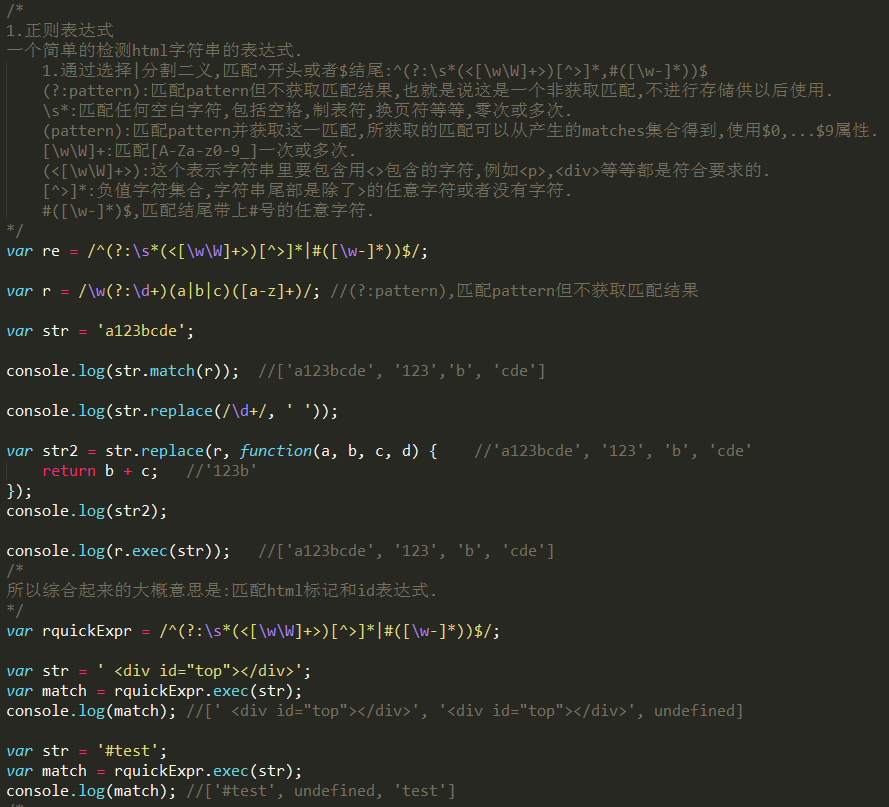 /*
1.正则表达式
一个简单的检测html字符串的表达式.
1.通过选择|分割二义,匹配^开头或者$结尾:^(?:\s*(<[\w\W]+>)[^>]*,#([\w-]*))$
(?:pattern):匹配pattern但不获取匹配结果,也就是说这是一个非获取匹配,不进行存储供以后使用.
\s*:匹配任何空白字符,包括空格,制表符,换页符等等,零次或多次.
(pattern):匹配pattern并获取这一匹配,所获取的匹配可以从产生的matches集合得到,使用$0,...$9属性.
[\w\W]+:匹配[A-Za-z0-9_]一次或多次.
(<[\w\W]+>):这个表示字符串里要包含用<>包含的字符,例如<p>,<div>等等都是符合要求的.
[^>]*:负值字符集合,字符串尾部是除了>的任意字符或者没有字符.
#([\w-]*)$,匹配结尾带上#号的任意字符.
*/
var re = /^(?:\s*(<[\w\W]+>)[^>]*|#([\w-]*))$/;
var r = /\w(?:\d+)(a|b|c)([a-z]+)/; //(?:pattern),匹配pattern但不获取匹配结果
var str = 'a123bcde';
console.log(str.match(r)); //['a123bcde', '123','b', 'cde']
console.log(str.replace(/\d+/, ' '));
var str2 = str.replace(r, function(a, b, c, d) { //'a123bcde', '123', 'b', 'cde'
return b + c; //'123b'
});
console.log(str2);
console.log(r.exec(str)); //['a123bcde', '123', 'b', 'cde']
/*
所以综合起来的大概意思是:匹配html标记和id表达式.
*/
var rquickExpr = /^(?:\s*(<[\w\W]+>)[^>]*|#([\w-]*))$/;
var str = ' <div id="top"></div>';
var match = rquickExpr.exec(str);
console.log(match); //[' <div id="top"></div>', '<div id="top"></div>', undefined]
var str = '#test';
var match = rquickExpr.exec(str);
console.log(match); //['#test', undefined, 'test']
/*